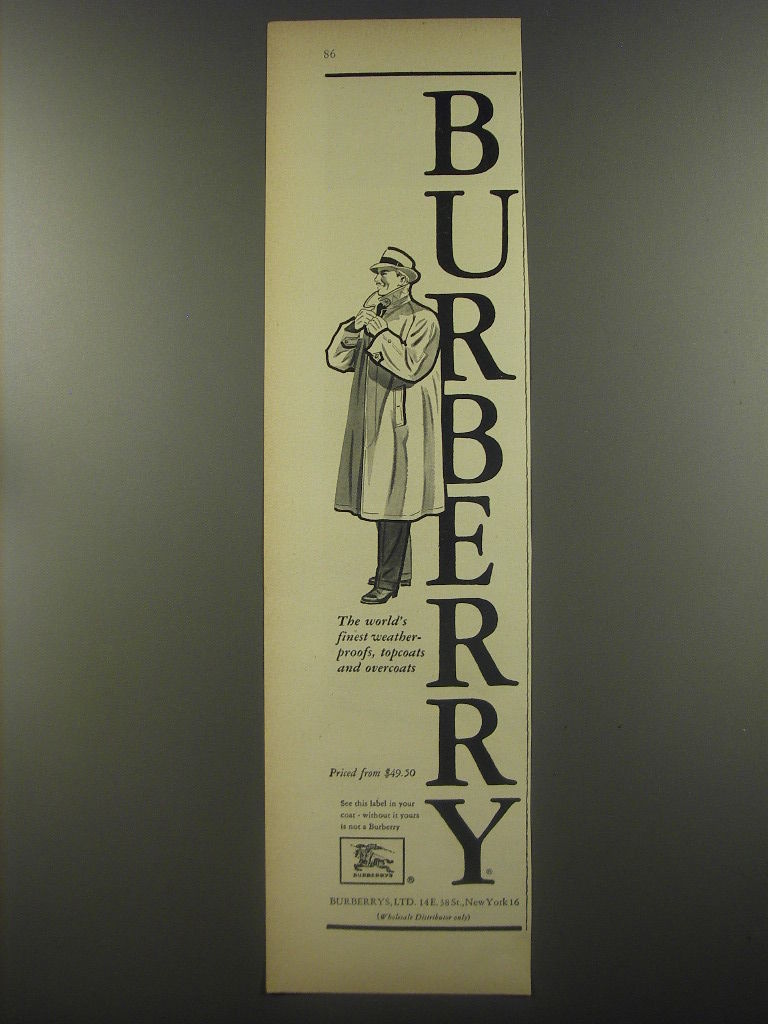 86
BURBERRY®
The world's
finest weather-
proofs, topcoats
and overcoats
Priced from $49.50
See this label in your
coat - without it yours
is not a Burberry
BURBERRYS
®
BURBERRYS, LTD. 14 E. 38 St., New York 16
(Wholesale Distributor only)